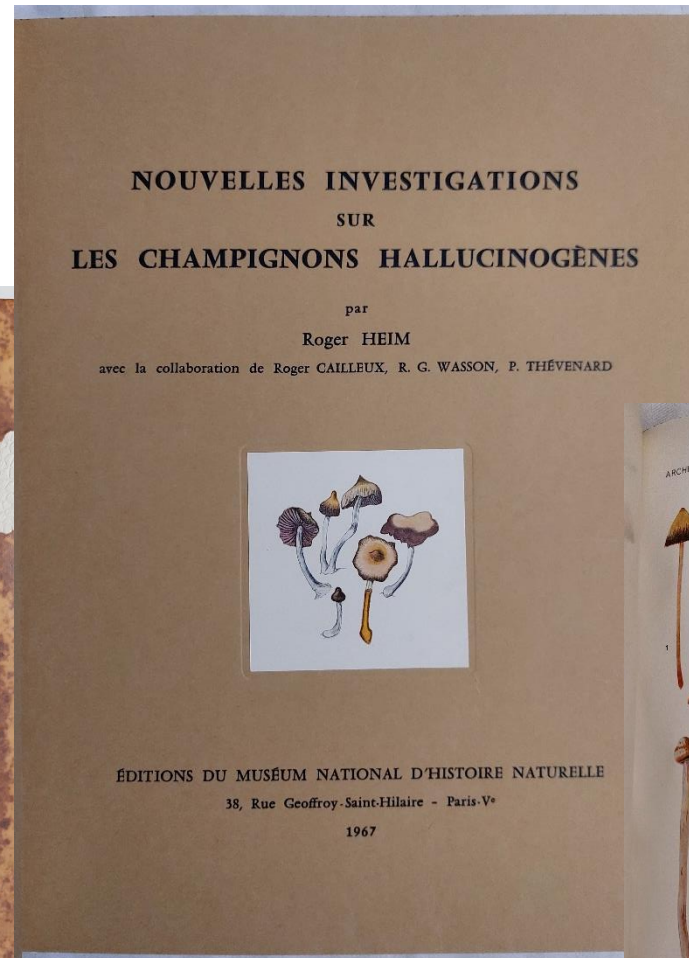 NOUVELLES INVESTIGATIONS
SUR
LES CHAMPIGNONS HALLUCINOGÈNES
par
Roger HEIM
avec la collaboration de Roger CAILLEUX, R. G. WASSON, P. THÉVENARD
ÉDITIONS DU MUSÉUM NATIONAL D'HISTOIRE NATURELLE
38, Rue Geoffroy-Saint-Hilaire - Paris-Vᵉ
1967
1